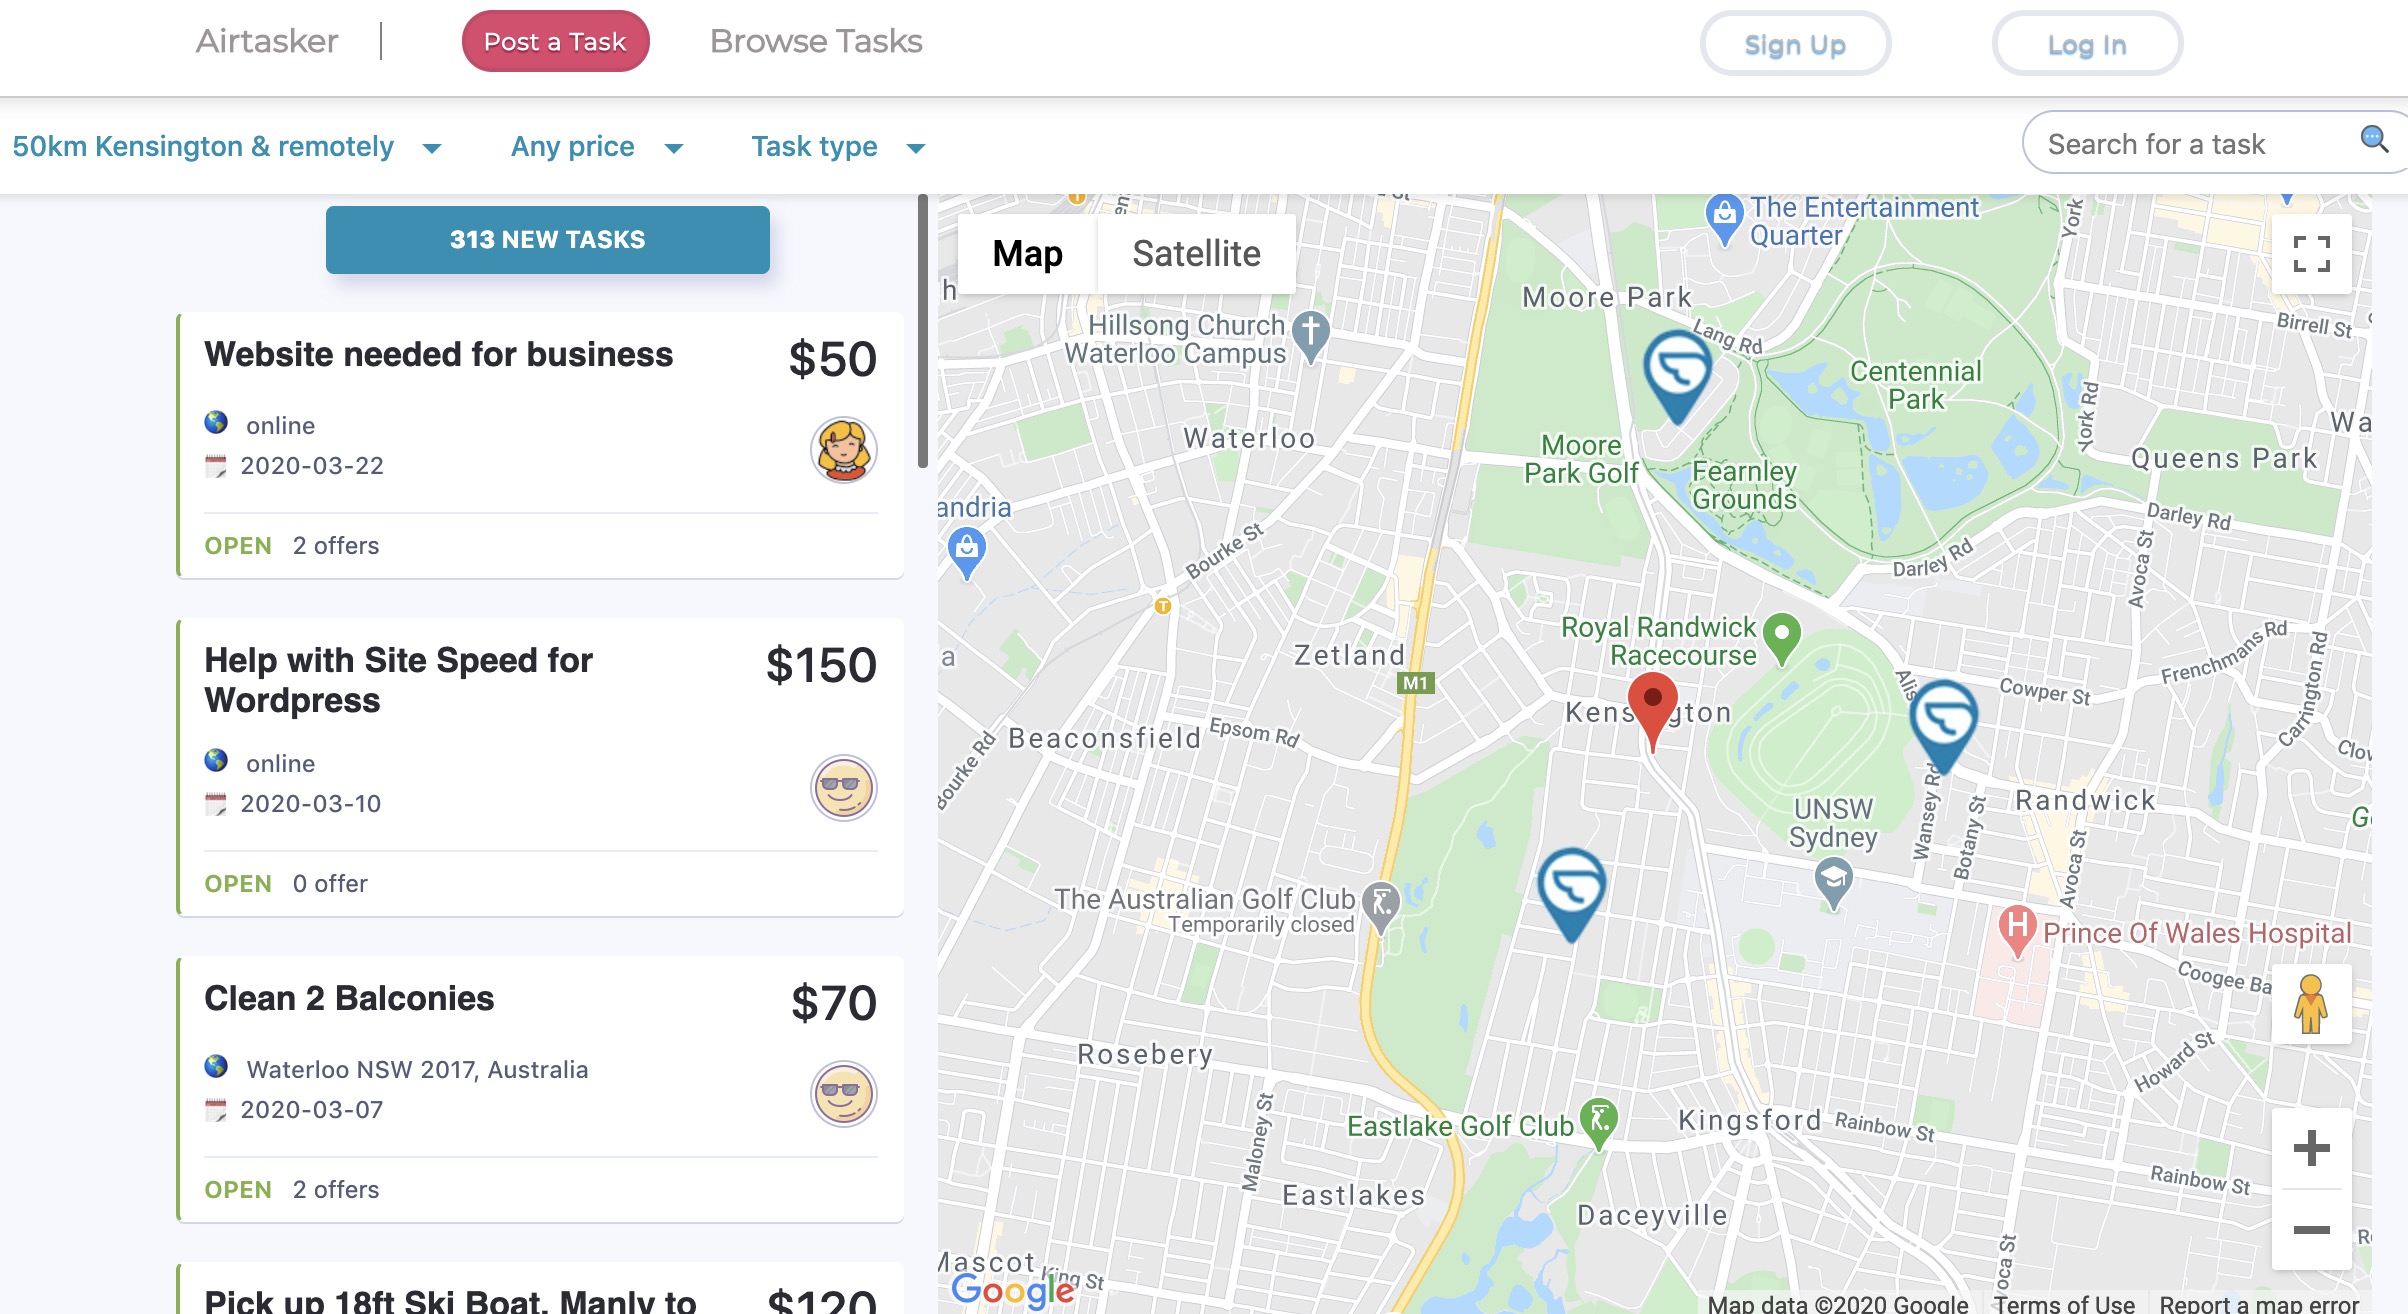 Airtasker
Post a Task
Browse Tasks
Sign Up
Log In
50km Kensington & remotely
Any price
Task type
Search for a task
313 NEW TASKS
Website needed for business
$50
online
2020-03-22
OPEN 2 offers
Help with Site Speed for
Wordpress
$150
online
2020-03-10
OPEN 0 offer
Clean 2 Balconies
$70
Waterloo NSW 2017, Australia
2020-03-07
OPEN 2 offers
Pick up 18ft Ski Boat, Manly to
$120
Map
Satellite
The Entertainment
Quarter
York
Moore Park
Lang Rd
Birrell St
Hillsong Church
Waterloo Campus
Centennial
Park
York Rd
Waterloo
Moore
Park Golf
Fearnley
Grounds
Queens Park
Wa
andria
Darley Rd
Bourke St
Darley Rd
Avoca St
T
Royal Randwick
Racecourse
Zetland
M1
Frenchmans Rd
Carrington Rd
Cowper St
Alis
Kens gton
Beaconsfield
Epsom Rd
Bourke Rd
Clov
UNSW
Sydney
Wansey Rd
Botany St
Randwick
Avoca St
The Australian Golf Club
Temporarily closed
H
Prince Of Wales Hospital
Coogee Ba
Rosebery
Howard St
Maloney St
Eastlake Golf Club
Kingsford
Rainbow St
Rainbow St
Eastlakes
Daceyville
Avoca St
Mascot
King St
Google
Map data ©2020 Google
Terms of Use
Report a map error